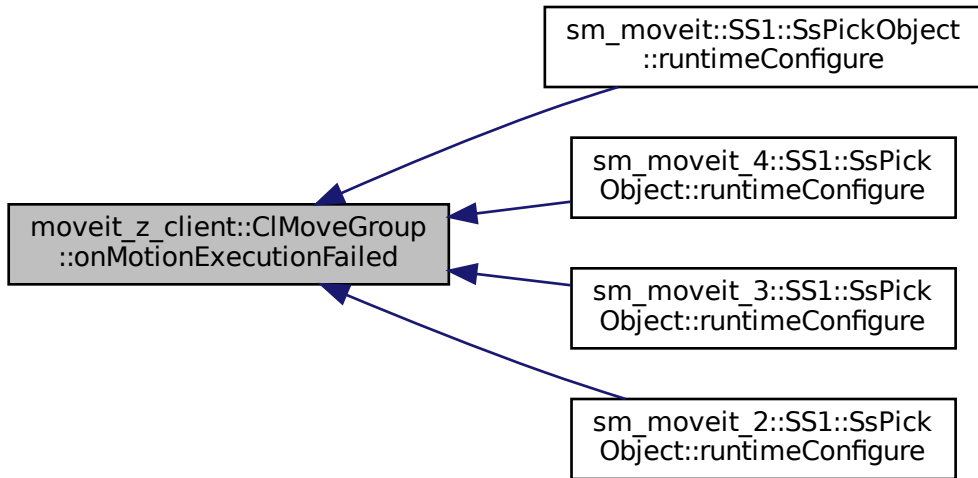 sm_moveit::SS1::SsPickObject
::runtimeConfigure
sm_moveit_4::SS1::SsPick
Object::runtimeConfigure
moveit_z_client::ClMoveGroup
::onMotionExecutionFailed
sm_moveit_3::SS1::SsPick
Object::runtimeConfigure
sm_moveit_2::SS1::SsPick
Object::runtimeConfigure